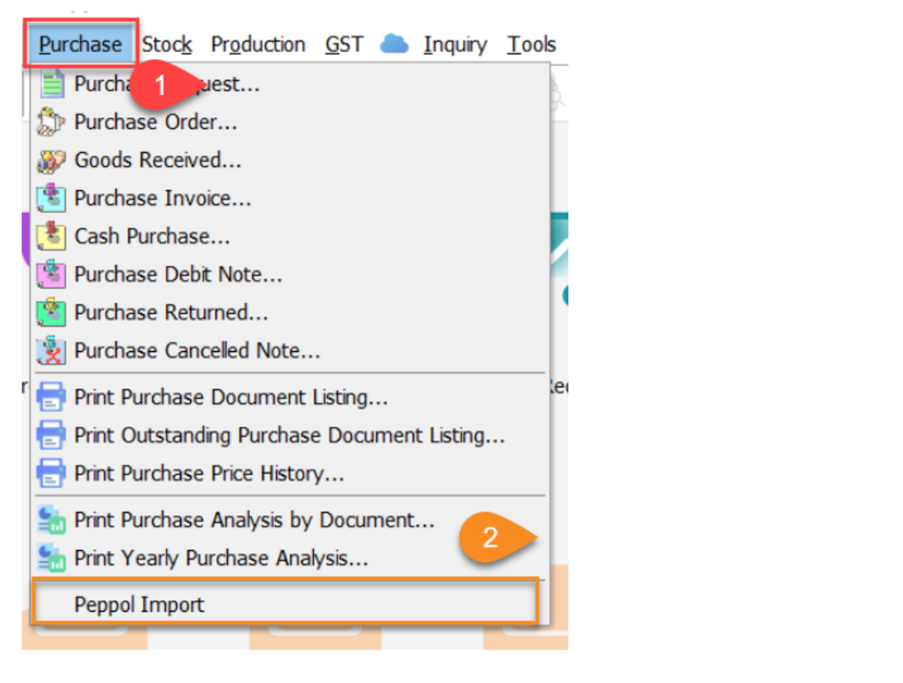 Purchase Stock Production GST Inquiry Tools
1
Purcha uest...
Purchase Order...
Goods Received...
Purchase Invoice...
Cash Purchase...
Purchase Debit Note...
Purchase Returned...
Purchase Cancelled Note...
Print Purchase Document Listing...
Print Outstanding Purchase Document Listing...
Print Purchase Price History...
Print Purchase Analysis by Document...
2
Print Yearly Purchase Analysis...
Peppol Import